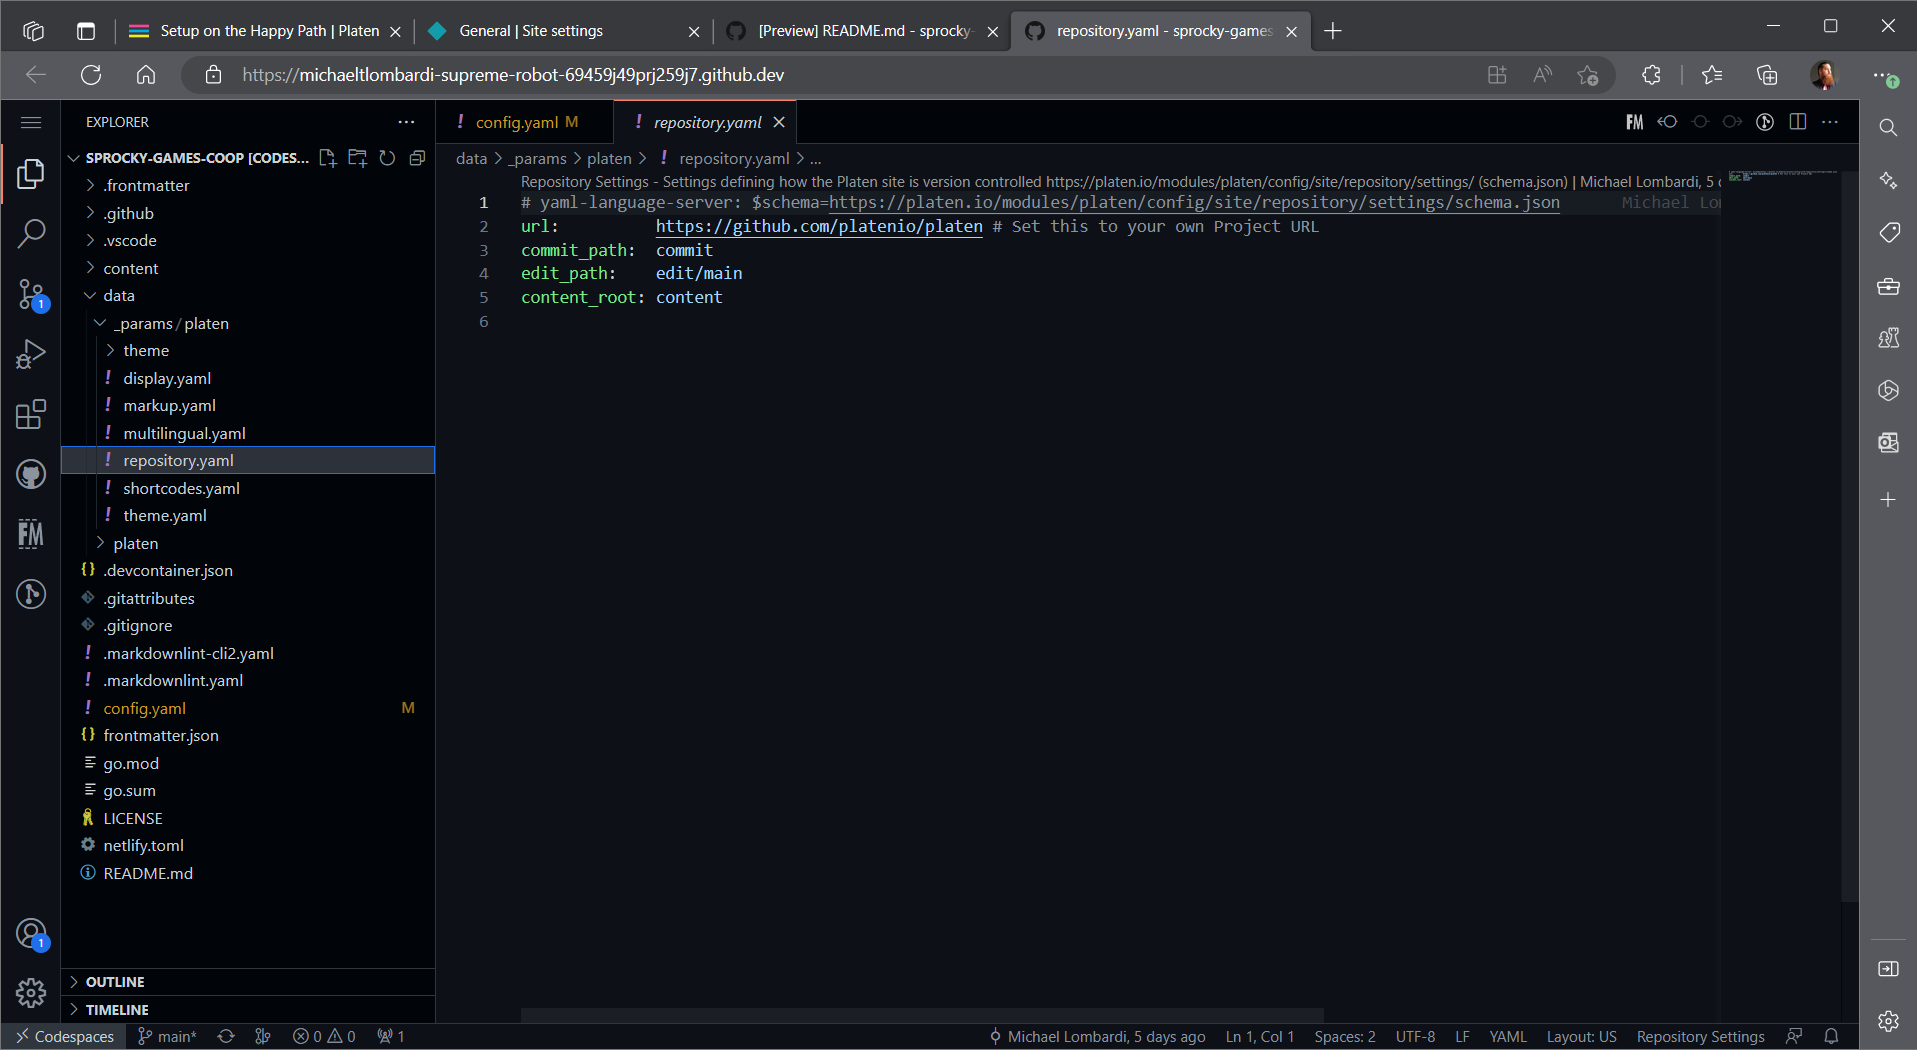 Setup on the Happy Path | Platen
General | Site settings
[Preview] README.md - sprocky-
repository.yaml - sprocky-games
https://michaeltlombardi-supreme-robot-69459j49prj259j7.github.dev
EXPLORER
SPROCKY-GAMES-COOP [CODES...
.frontmatter
.github
.vscode
content
data
_params / platen
theme
display.yaml
markup.yaml
multilingual.yaml
repository.yaml
shortcodes.yaml
theme.yaml
platen
.devcontainer.json
.gitattributes
.gitignore
.markdownlint-cli2.yaml
.markdownlint.yaml
config.yaml M
frontmatter.json
go.mod
go.sum
LICENSE
netlify.toml
README.md
OUTLINE
TIMELINE
1
FM
1
config.yaml M
repository.yaml
FM
data > _params > platen > ! repository.yaml > ...
Repository Settings - Settings defining how the Platen site is version controlled https://platen.io/modules/platen/config/site/repository/settings/ (schema.json) | Michael Lombardi, 5
1 # yaml-language-server: $schema=https://platen.io/modules/platen/config/site/repository/settings/schema.json Michael Lo
2 url: https://github.com/platenio/platen # Set this to your own Project URL
3 commit_path: commit
4 edit_path: edit/main
5 content_root: content
6
Codespaces main* 0 0 1 Michael Lombardi, 5 days ago Ln 1, Col 1 Spaces: 2 UTF-8 LF YAML Layout: US Repository Settings